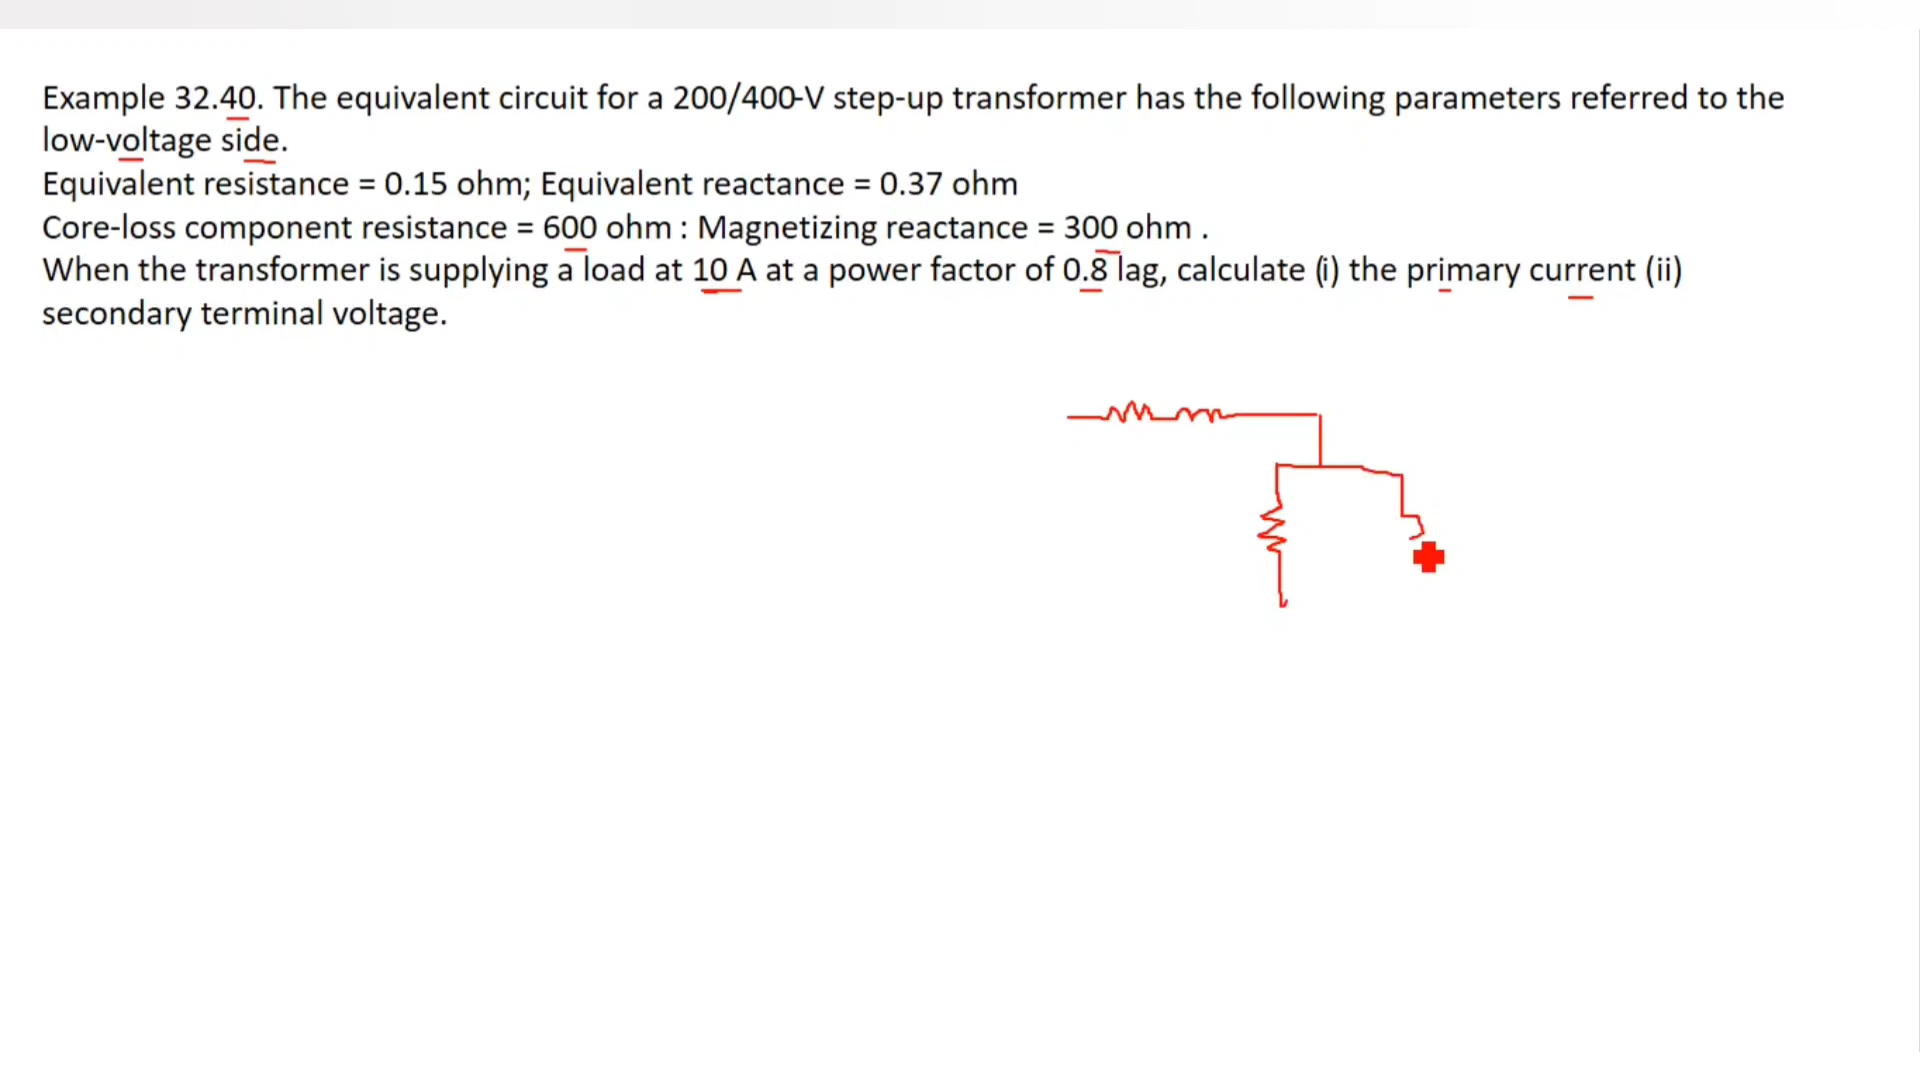 Example 32.40. The equivalent circuit for a 200/400-V step-up transformer has the following parameters referred to the
low-voltage side.
Equivalent resistance = 0.15 ohm; Equivalent reactance = 0.37 ohm
Core-loss component resistance = 600 ohm : Magnetizing reactance = 300 ohm .
When the transformer is supplying a load at 10 A at a power factor of 0.8 lag, calculate (i) the primary current (ii)
secondary terminal voltage.